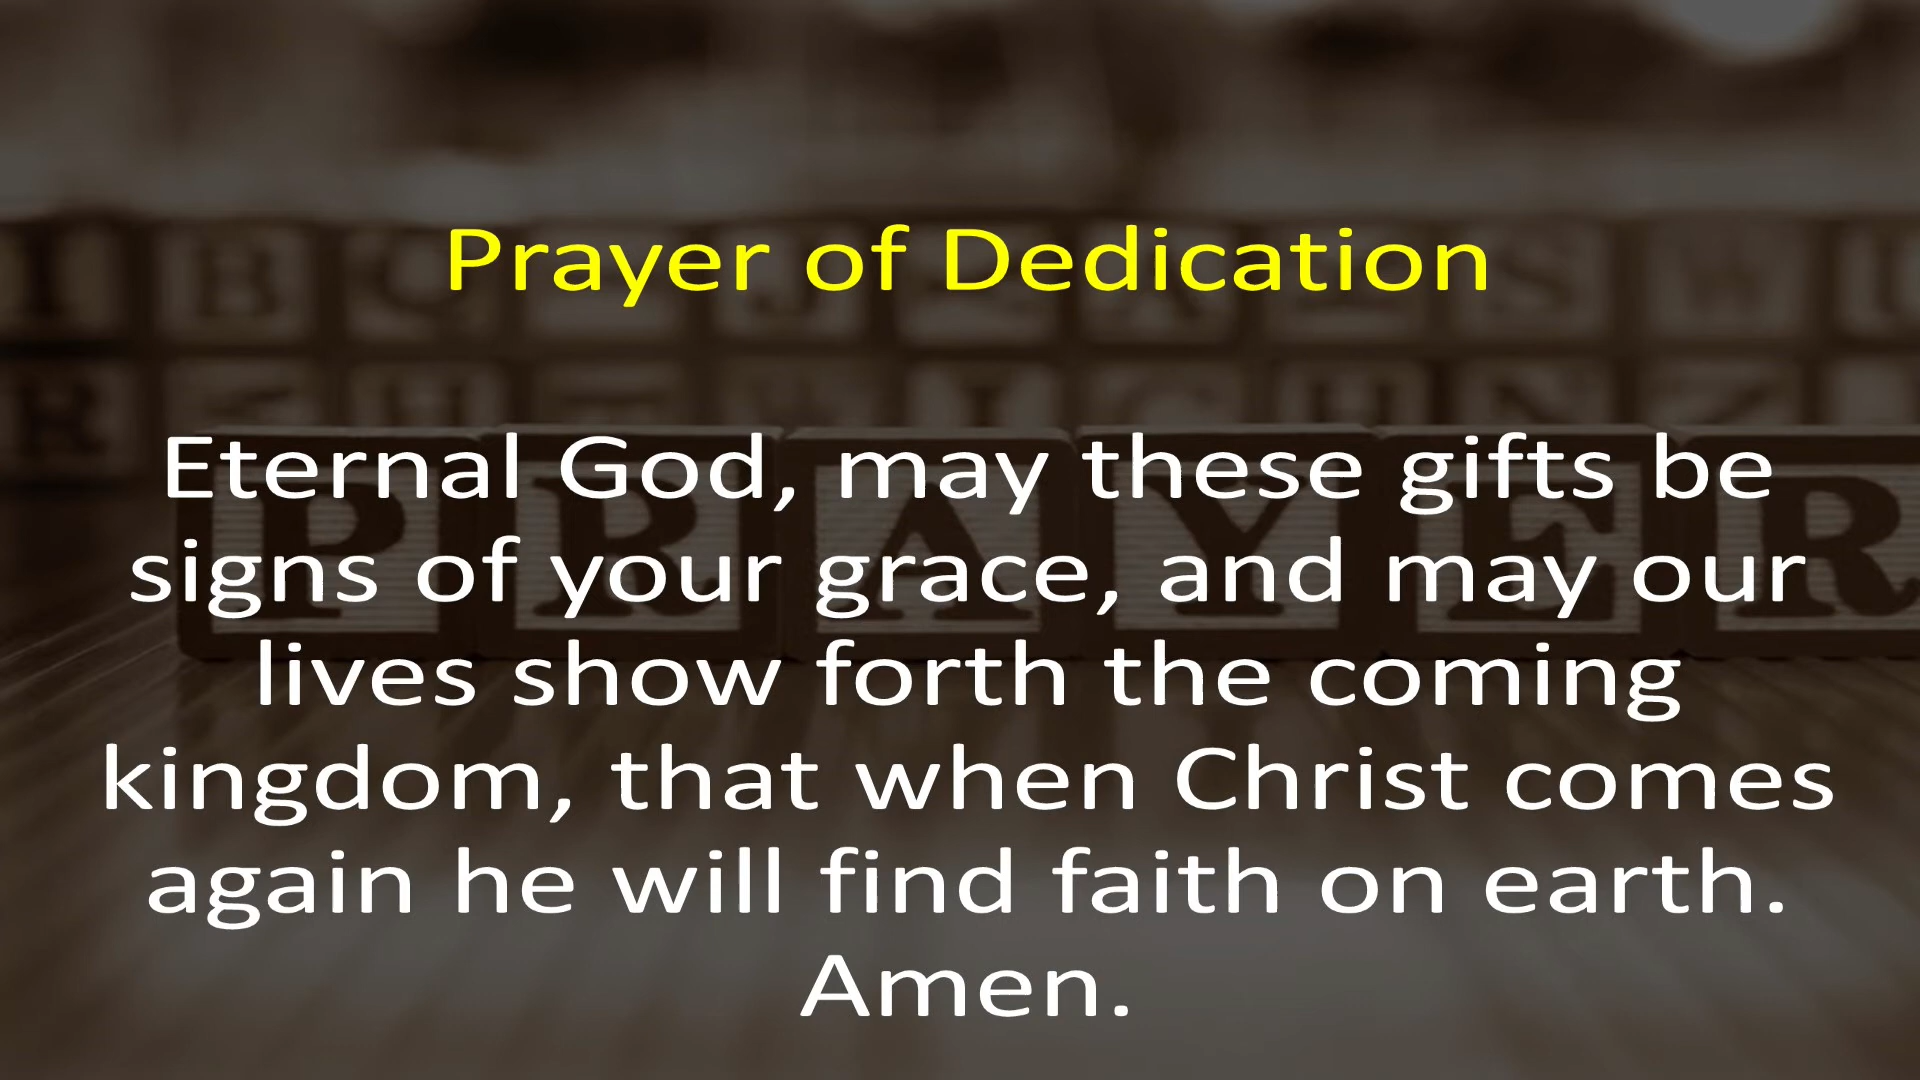 Prayer of Dedication
Eternal God, may these gifts be
signs of your grace, and may our
lives show forth the coming
kingdom, that when Christ comes
again he will find faith on earth.
Amen.
PRAYER